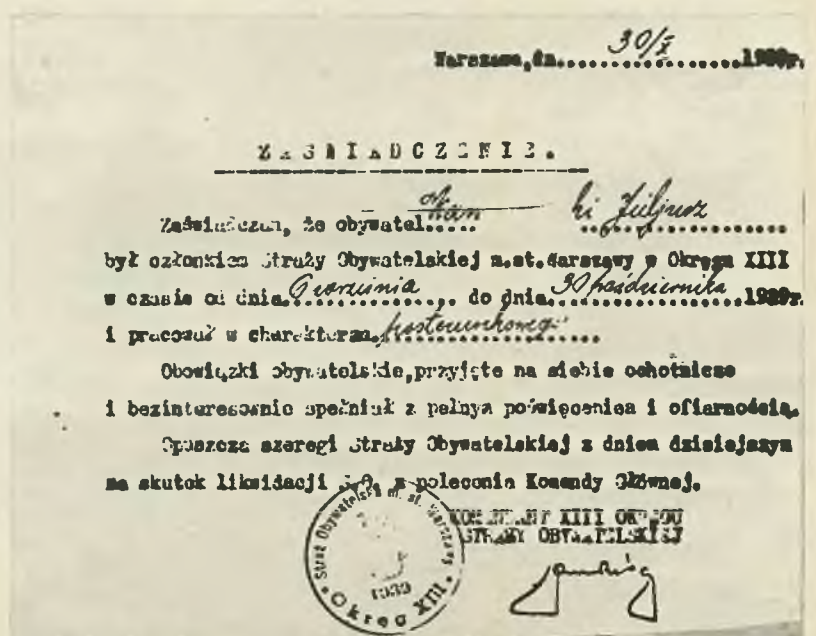 Warszawa,dn. 30/X 1939r.
ZAŚWIADCZENIE.
Zaświadczam, że obywatel..... ki Juljusz
był członkiem Straży Obywatelskiej m.st.Warszawy w Okręgu XIII
w czasie od dnia 6 września do dnia 30 października 1939r.
i pracował w charakterze posterunkowego
Obowiązki obywatelskie,przyjęte na siebie ochotniczo
i bezinteresownie spełniał z pełnym poświęceniem i ofiarnością.
Opuszcza szeregi Straży Obywatelskiej z dniem dzisiejszym
na skutek likwidacji S.O. z polecenia Komendy Głównej.
KOMENDANT XIII OKRĘGU
STRAŻY OBYWATELSKIEJ
Straż Obywatelska m. st. Warszawy
1939
Okręg XIII